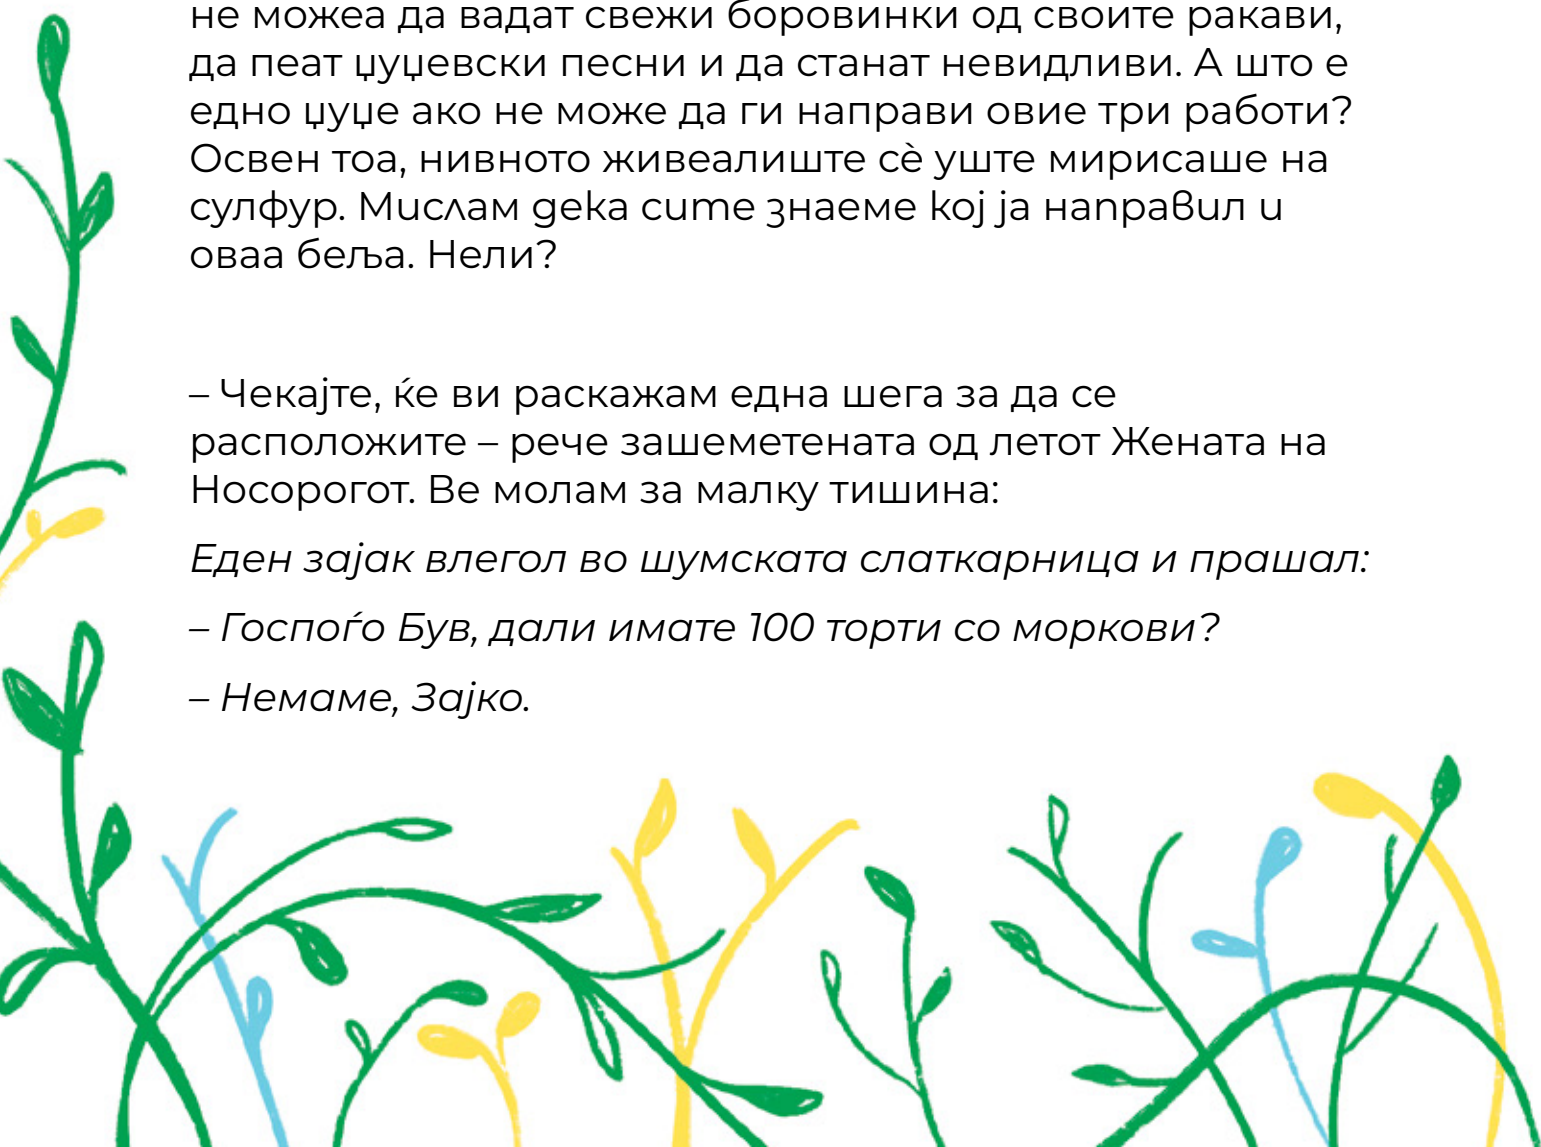 не можеа да вадат свежи боровинки од своите ракави,
да пеат џуџевски песни и да станат невидливи. А што е
едно џуџе ако не може да ги направи овие три работи?
Освен тоа, нивното живеалиште сѐ уште мирисаше на
сулфур. Мислам дека сите знаеме кој ја направил и
оваа беља. Нели?
– Чекајте, ќе ви раскажам една шега за да се
расположите – рече зашеметената од летот Жената на
Носорогот. Ве молам за малку тишина:
Еден зајак влегол во шумската слаткарница и прашал:
– Госпоѓо Був, дали имате 100 торти со моркови?
– Немаме, Зајко.